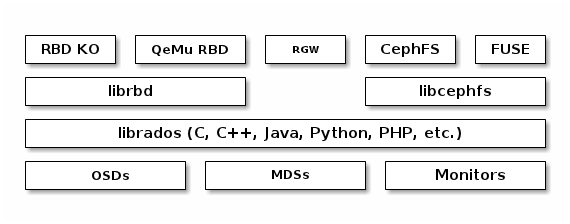 RBD KO QeMu RBD RGW CephFS FUSE
librbd libcephfs
librados (C, C++, Java, Python, PHP, etc.)
OSDs MDSs Monitors